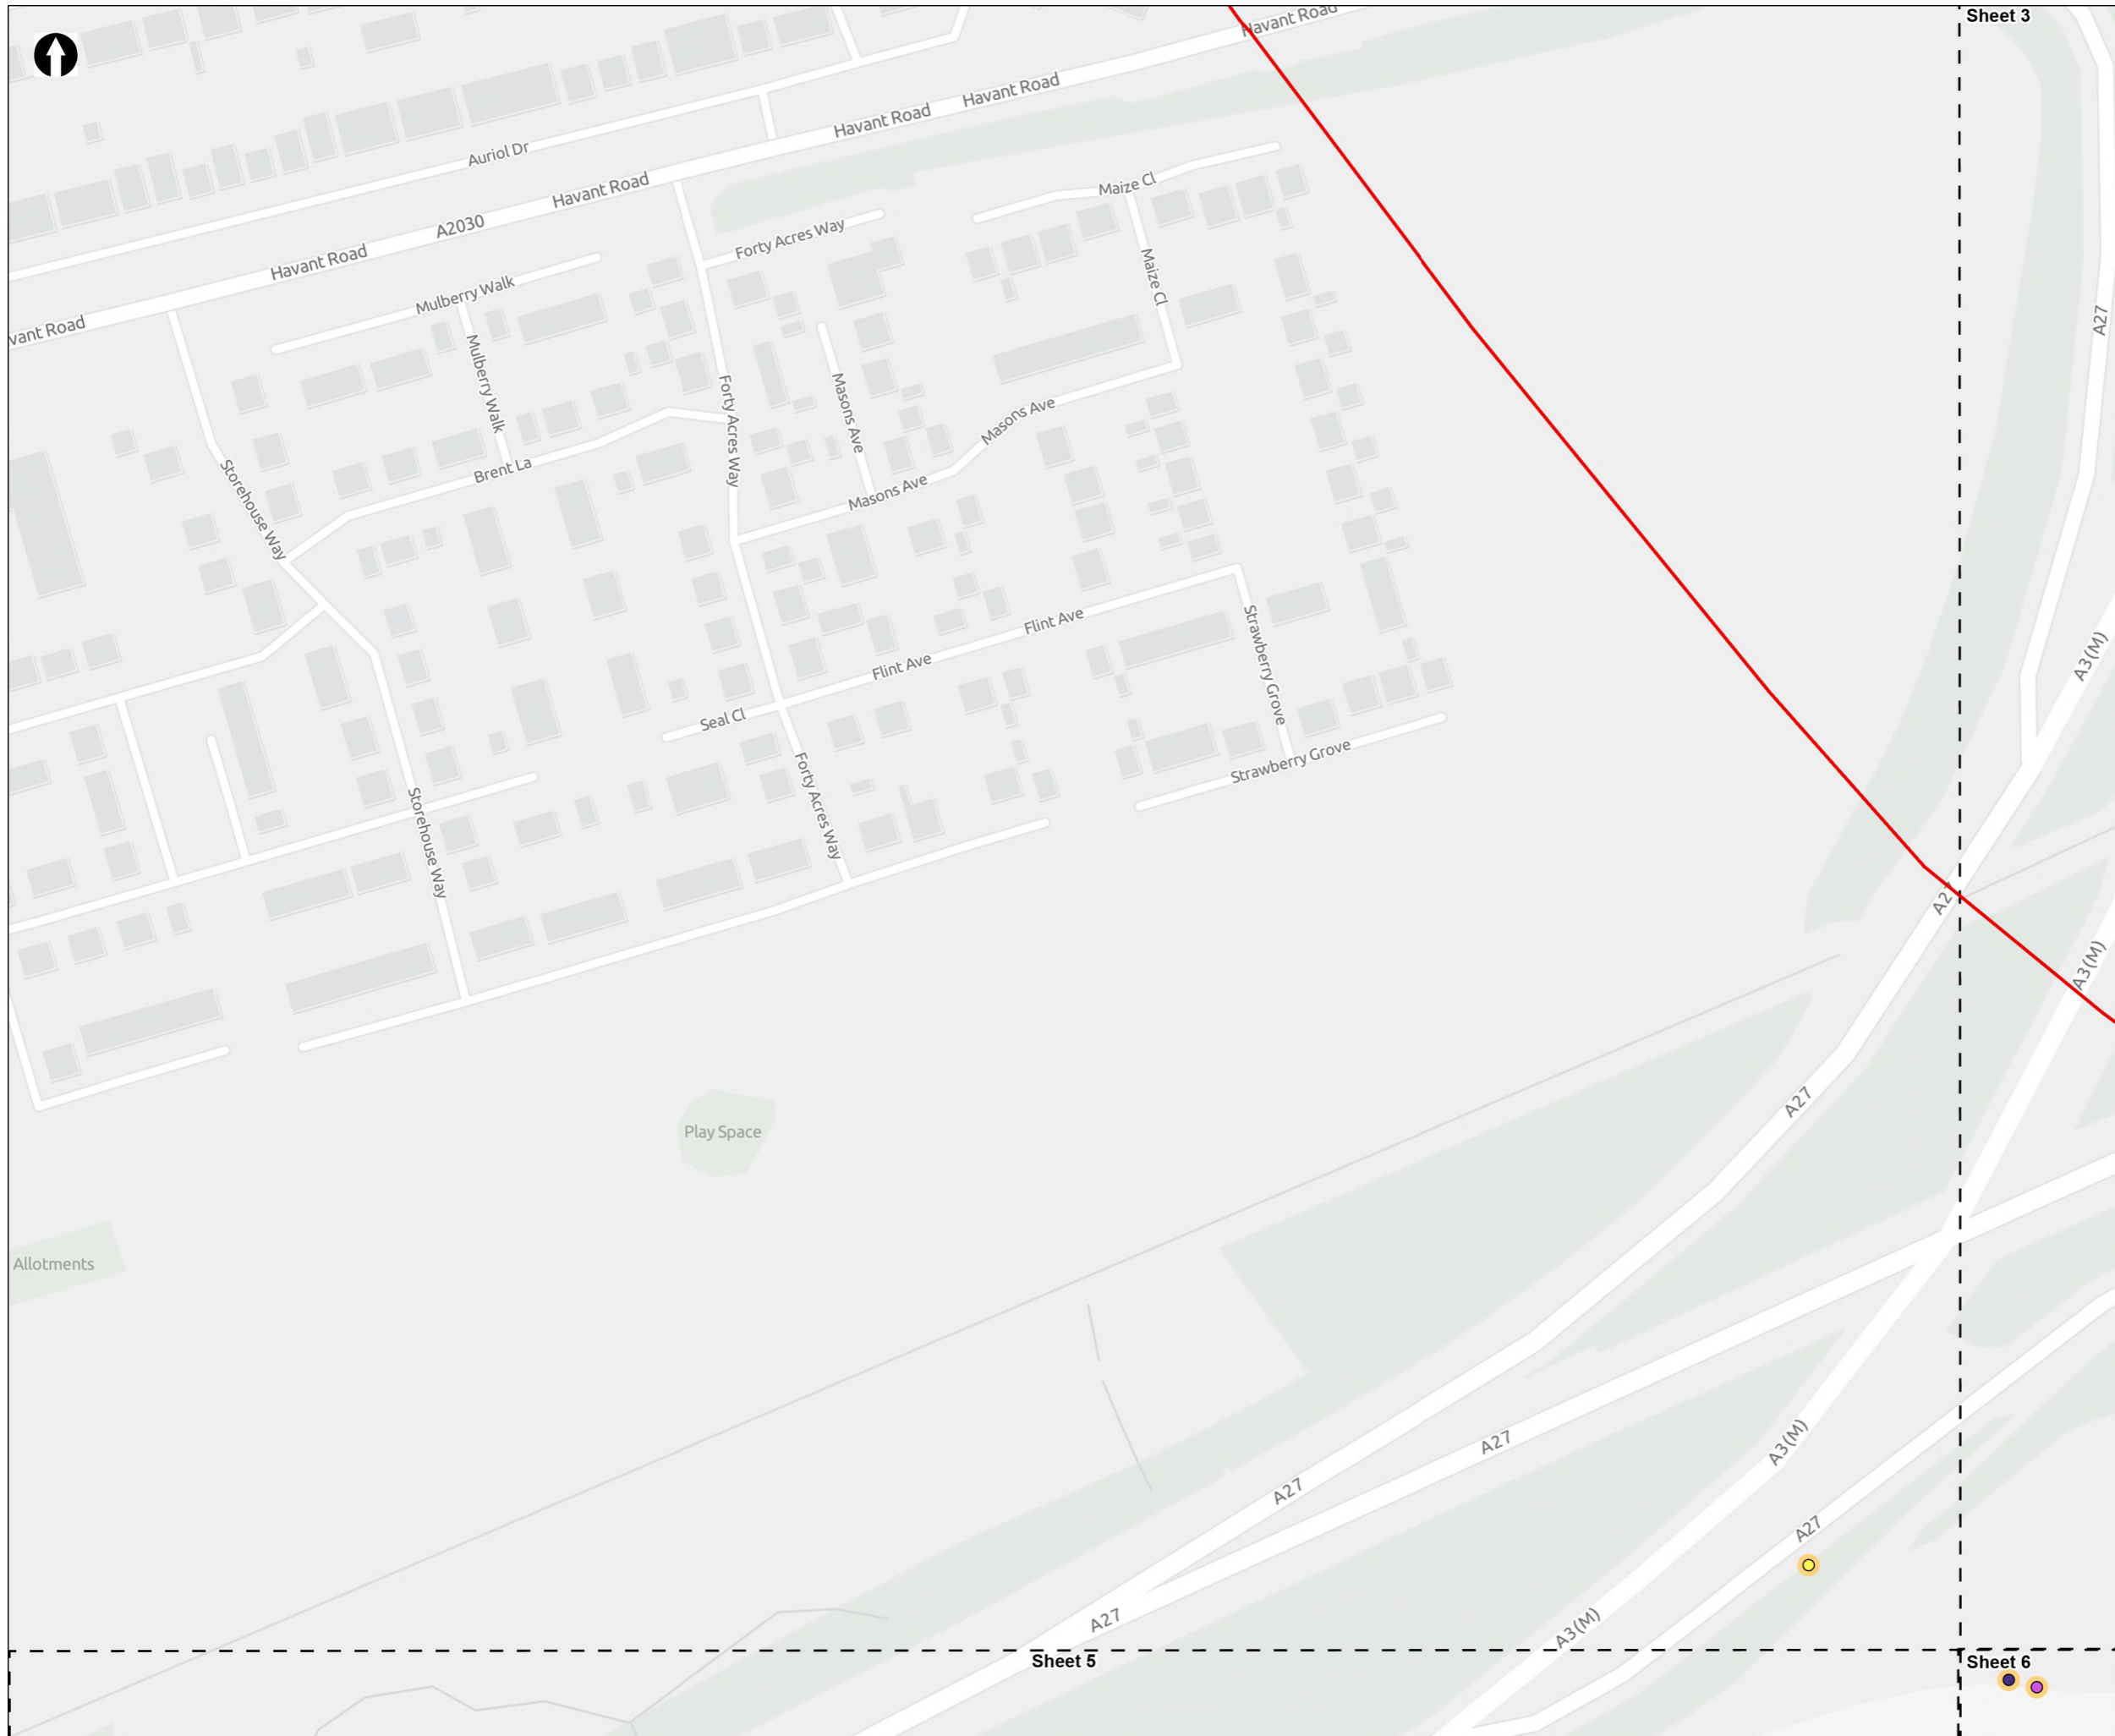 Sheet 3
Havant Road
Havant Road
Havant Road
Auriol Dr
Havant Road
A2030
Havant Road
vant Road
Maize Cl
Forty Acres Way
Maize Cl
Mulberry Walk
Mulberry Walk
A27
Forty Acres Way
Masons Ave
Masons Ave
Masons Ave
Brent La
Storehouse Way
Flint Ave
Flint Ave
Strawberry Grove
A3(M)
Seal Cl
Strawberry Grove
Forty Acres Way
Storehouse Way
A27
A3(M)
A27
Play Space
Allotments
A27
A3(M)
A27
A27
A27
A3(M)
Sheet 5
Sheet 6